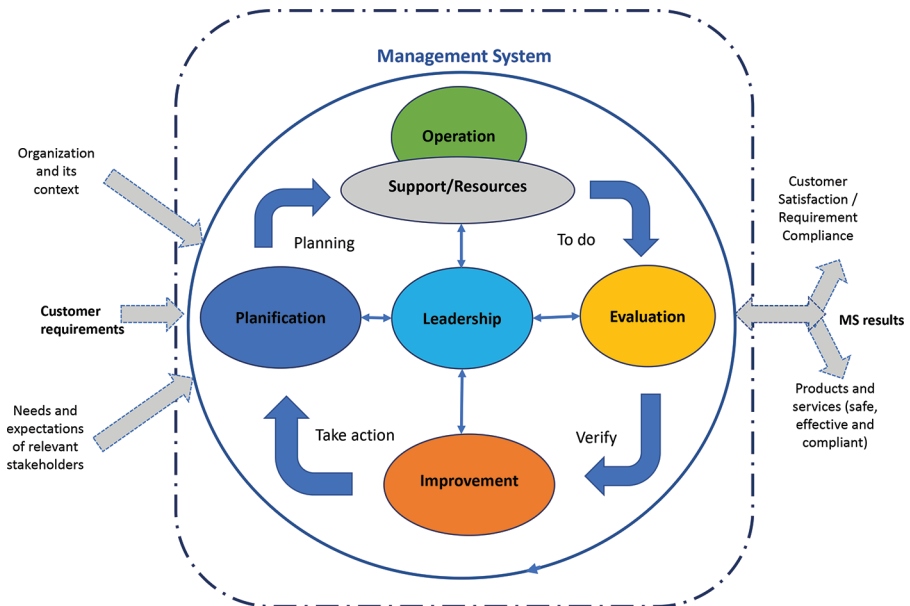 Management System
Operation
Support/Resources
Organization
and its
context
Planning
To do
Customer
Satisfaction /
Requirement
Compliance
Customer
requirements
Planification
Leadership
Evaluation
MS results
Needs and
expectations
of relevant
stakeholders
Take action
Verify
Products and
services (safe,
effective and
compliant)
Improvement